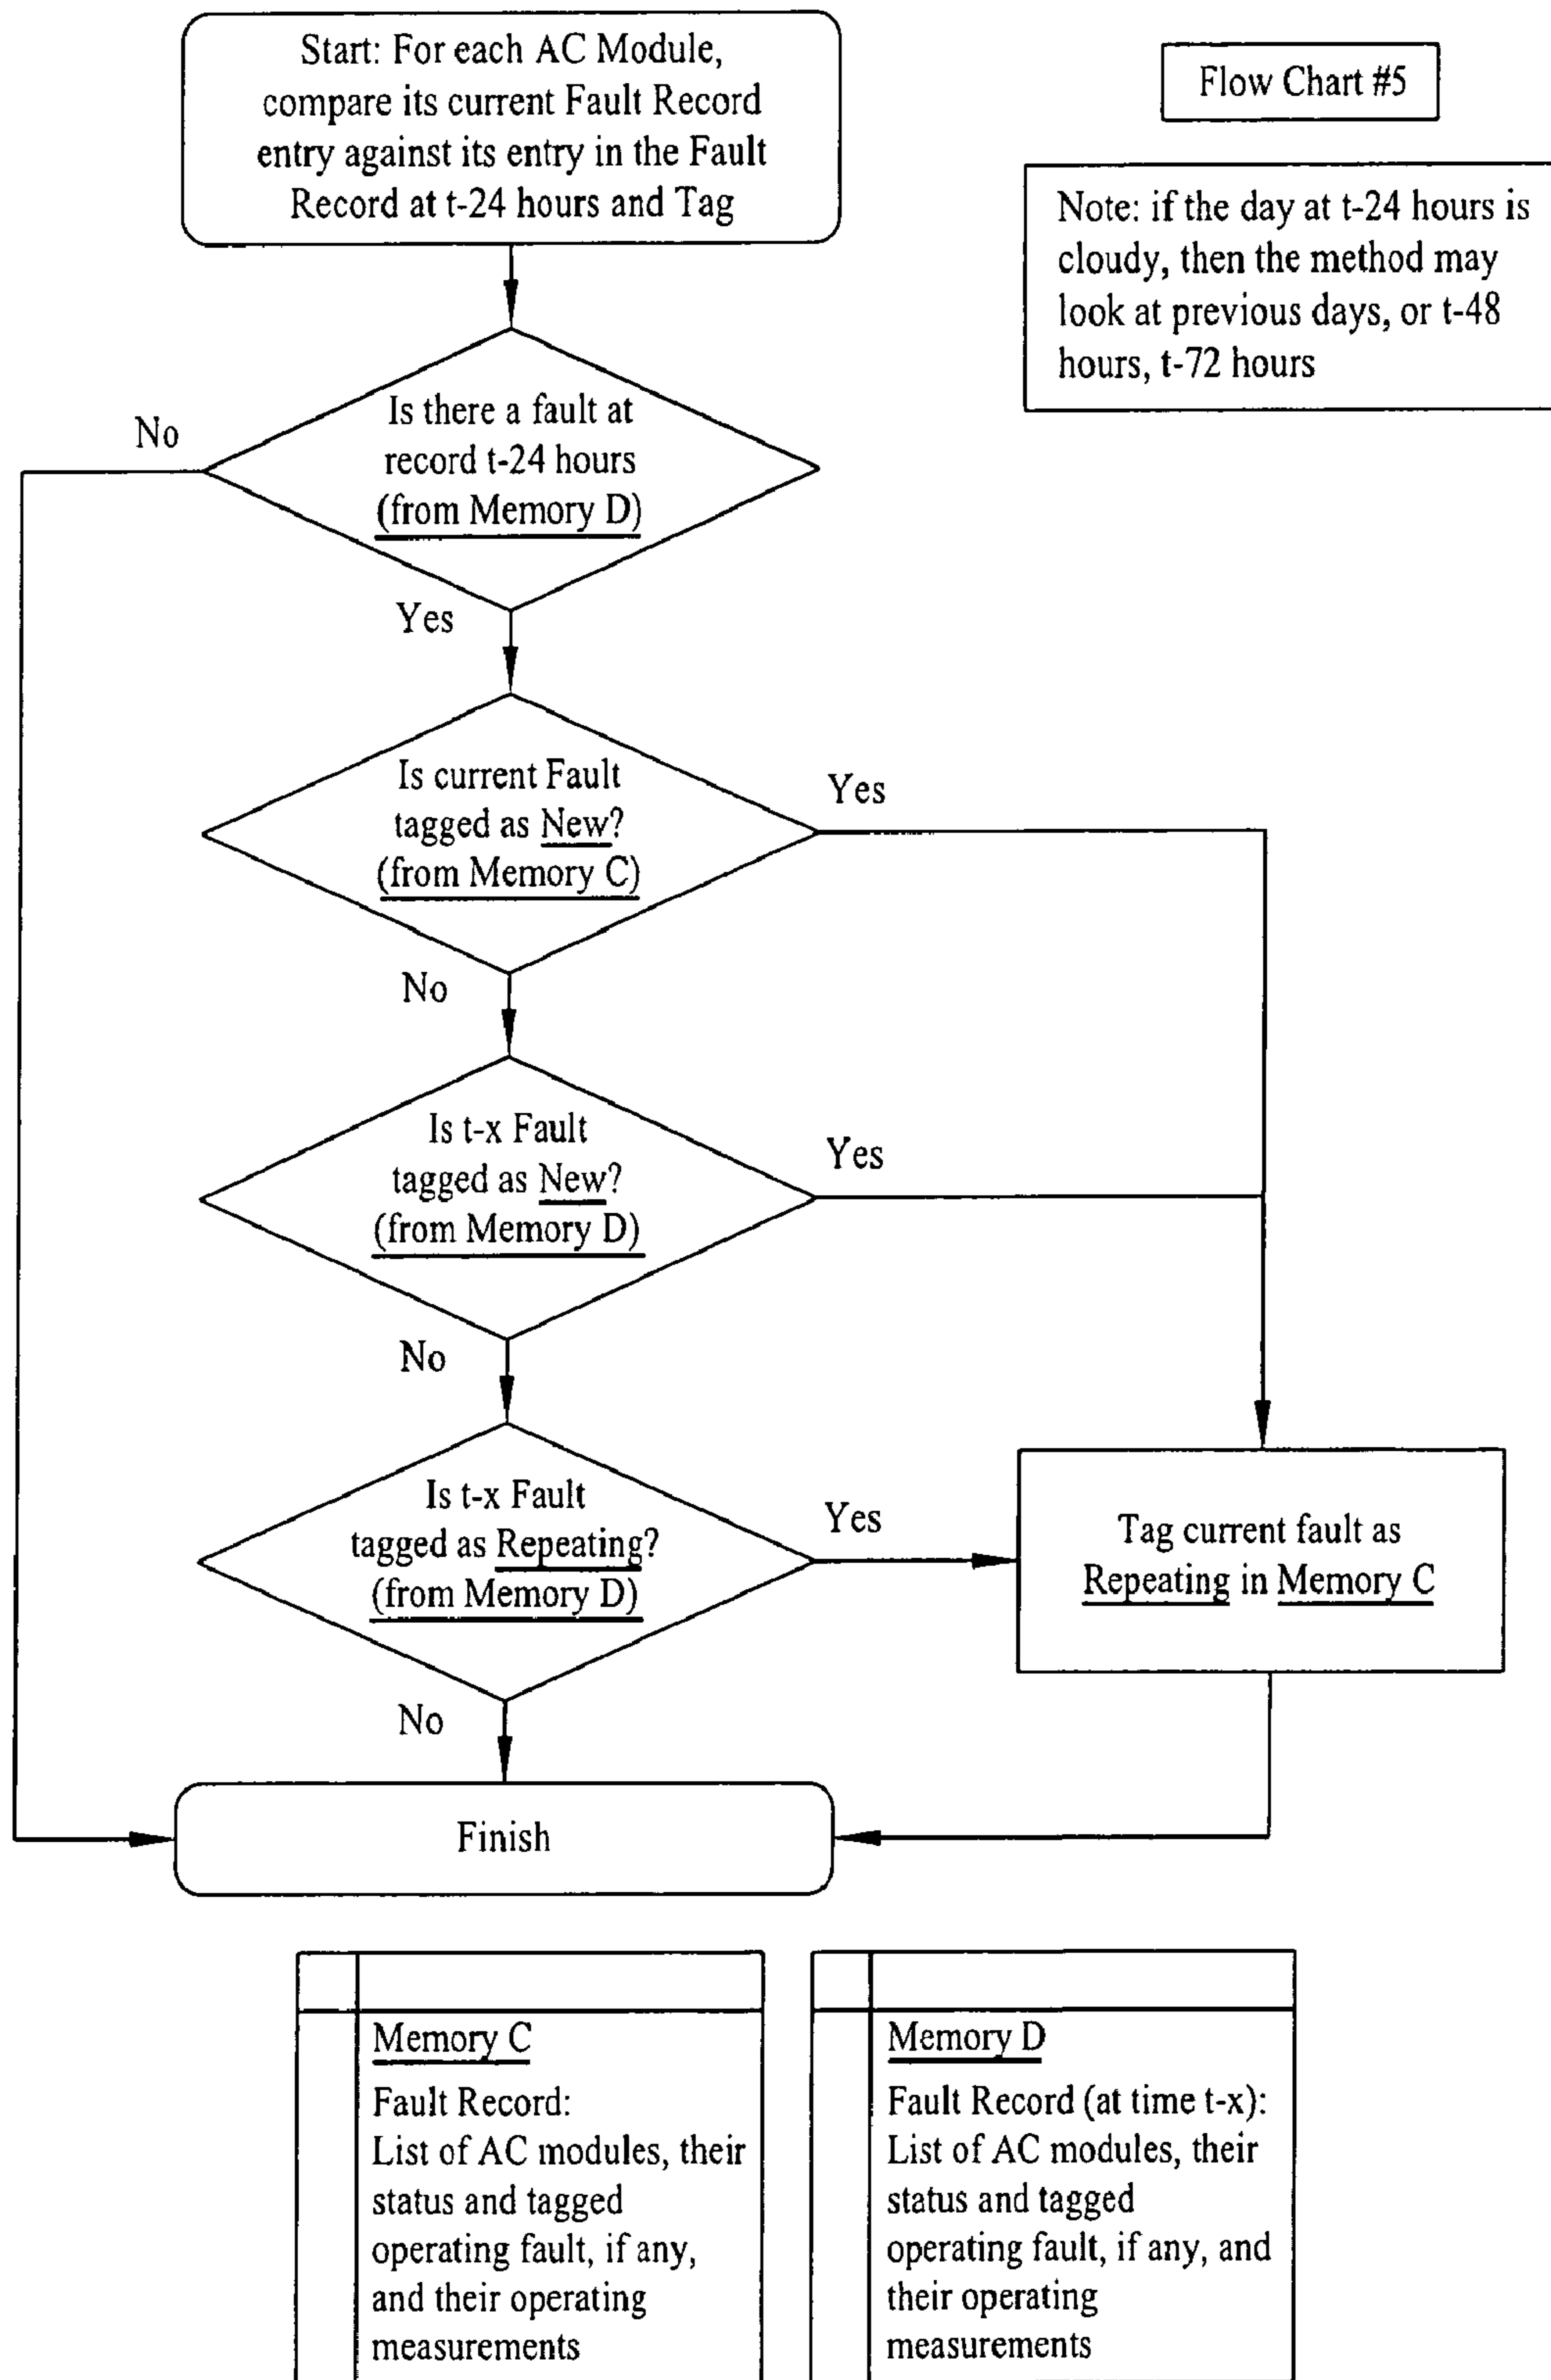 Start: For each AC Module,
compare its current Fault Record
entry against its entry in the Fault
Record at t-24 hours and Tag
Flow Chart #5
Note: if the day at t-24 hours is
cloudy, then the method may
look at previous days, or t-48
hours, t-72 hours
Is there a fault at
record t-24 hours
(from Memory D)
No
Yes
Is current Fault
tagged as New?
(from Memory C)
Yes
No
Is t-x Fault
tagged as New?
(from Memory D)
Yes
No
Is t-x Fault
tagged as Repeating?
(from Memory D)
Yes
Tag current fault as
Repeating in Memory C
No
Finish
Memory C
Fault Record:
List of AC modules, their
status and tagged
operating fault, if any,
and their operating
measurements
Memory D
Fault Record (at time t-x):
List of AC modules, their
status and tagged
operating fault, if any, and
their operating
measurements